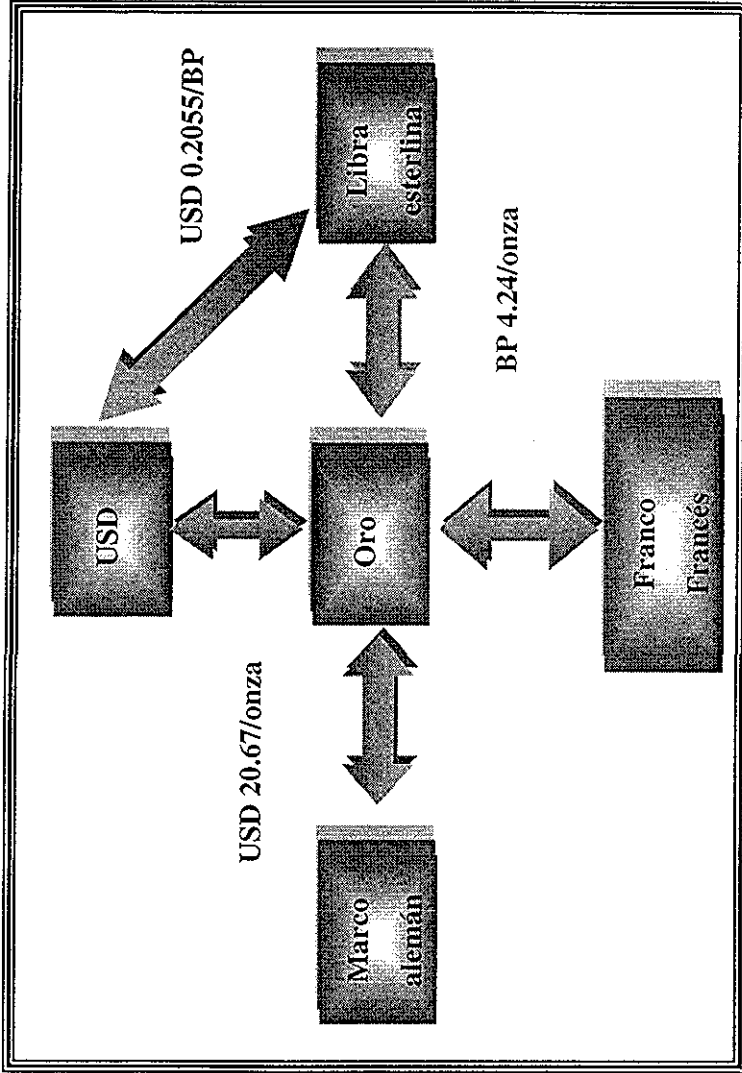 USD
USD 0.2055/BP
USD 20.67/onza
Marco
alemán
Oro
Libra
esterlina
BP 4.24/onza
Franco
Francés